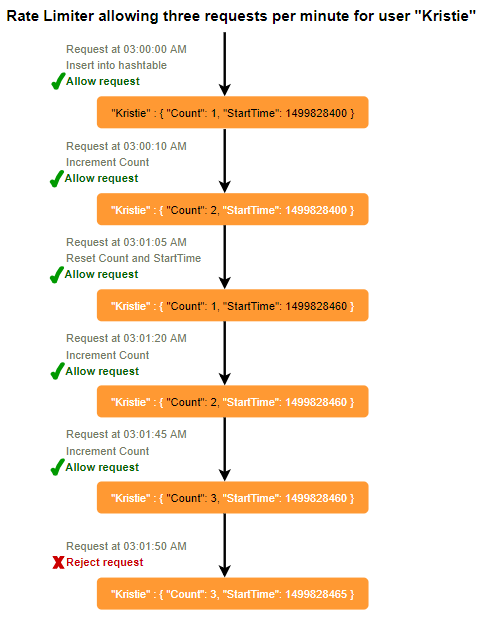 Rate Limiter allowing three requests per minute for user "Kristie"
Request at 03:00:00 AM
Insert into hashtable
Allow request
"Kristie" : { "Count": 1, "StartTime": 1499828400 }
Request at 03:00:10 AM
Increment Count
Allow request
"Kristie" : { "Count": 2, "StartTime": 1499828400 }
Request at 03:01:05 AM
Reset Count and StartTime
Allow request
"Kristie" : { "Count": 1, "StartTime": 1499828460 }
Request at 03:01:20 AM
Increment Count
Allow request
"Kristie" : { "Count": 2, "StartTime": 1499828460 }
Request at 03:01:45 AM
Increment Count
Allow request
"Kristie" : { "Count": 3, "StartTime": 1499828460 }
Request at 03:01:50 AM
Reject request
"Kristie" : { "Count": 3, "StartTime": 1499828465 }